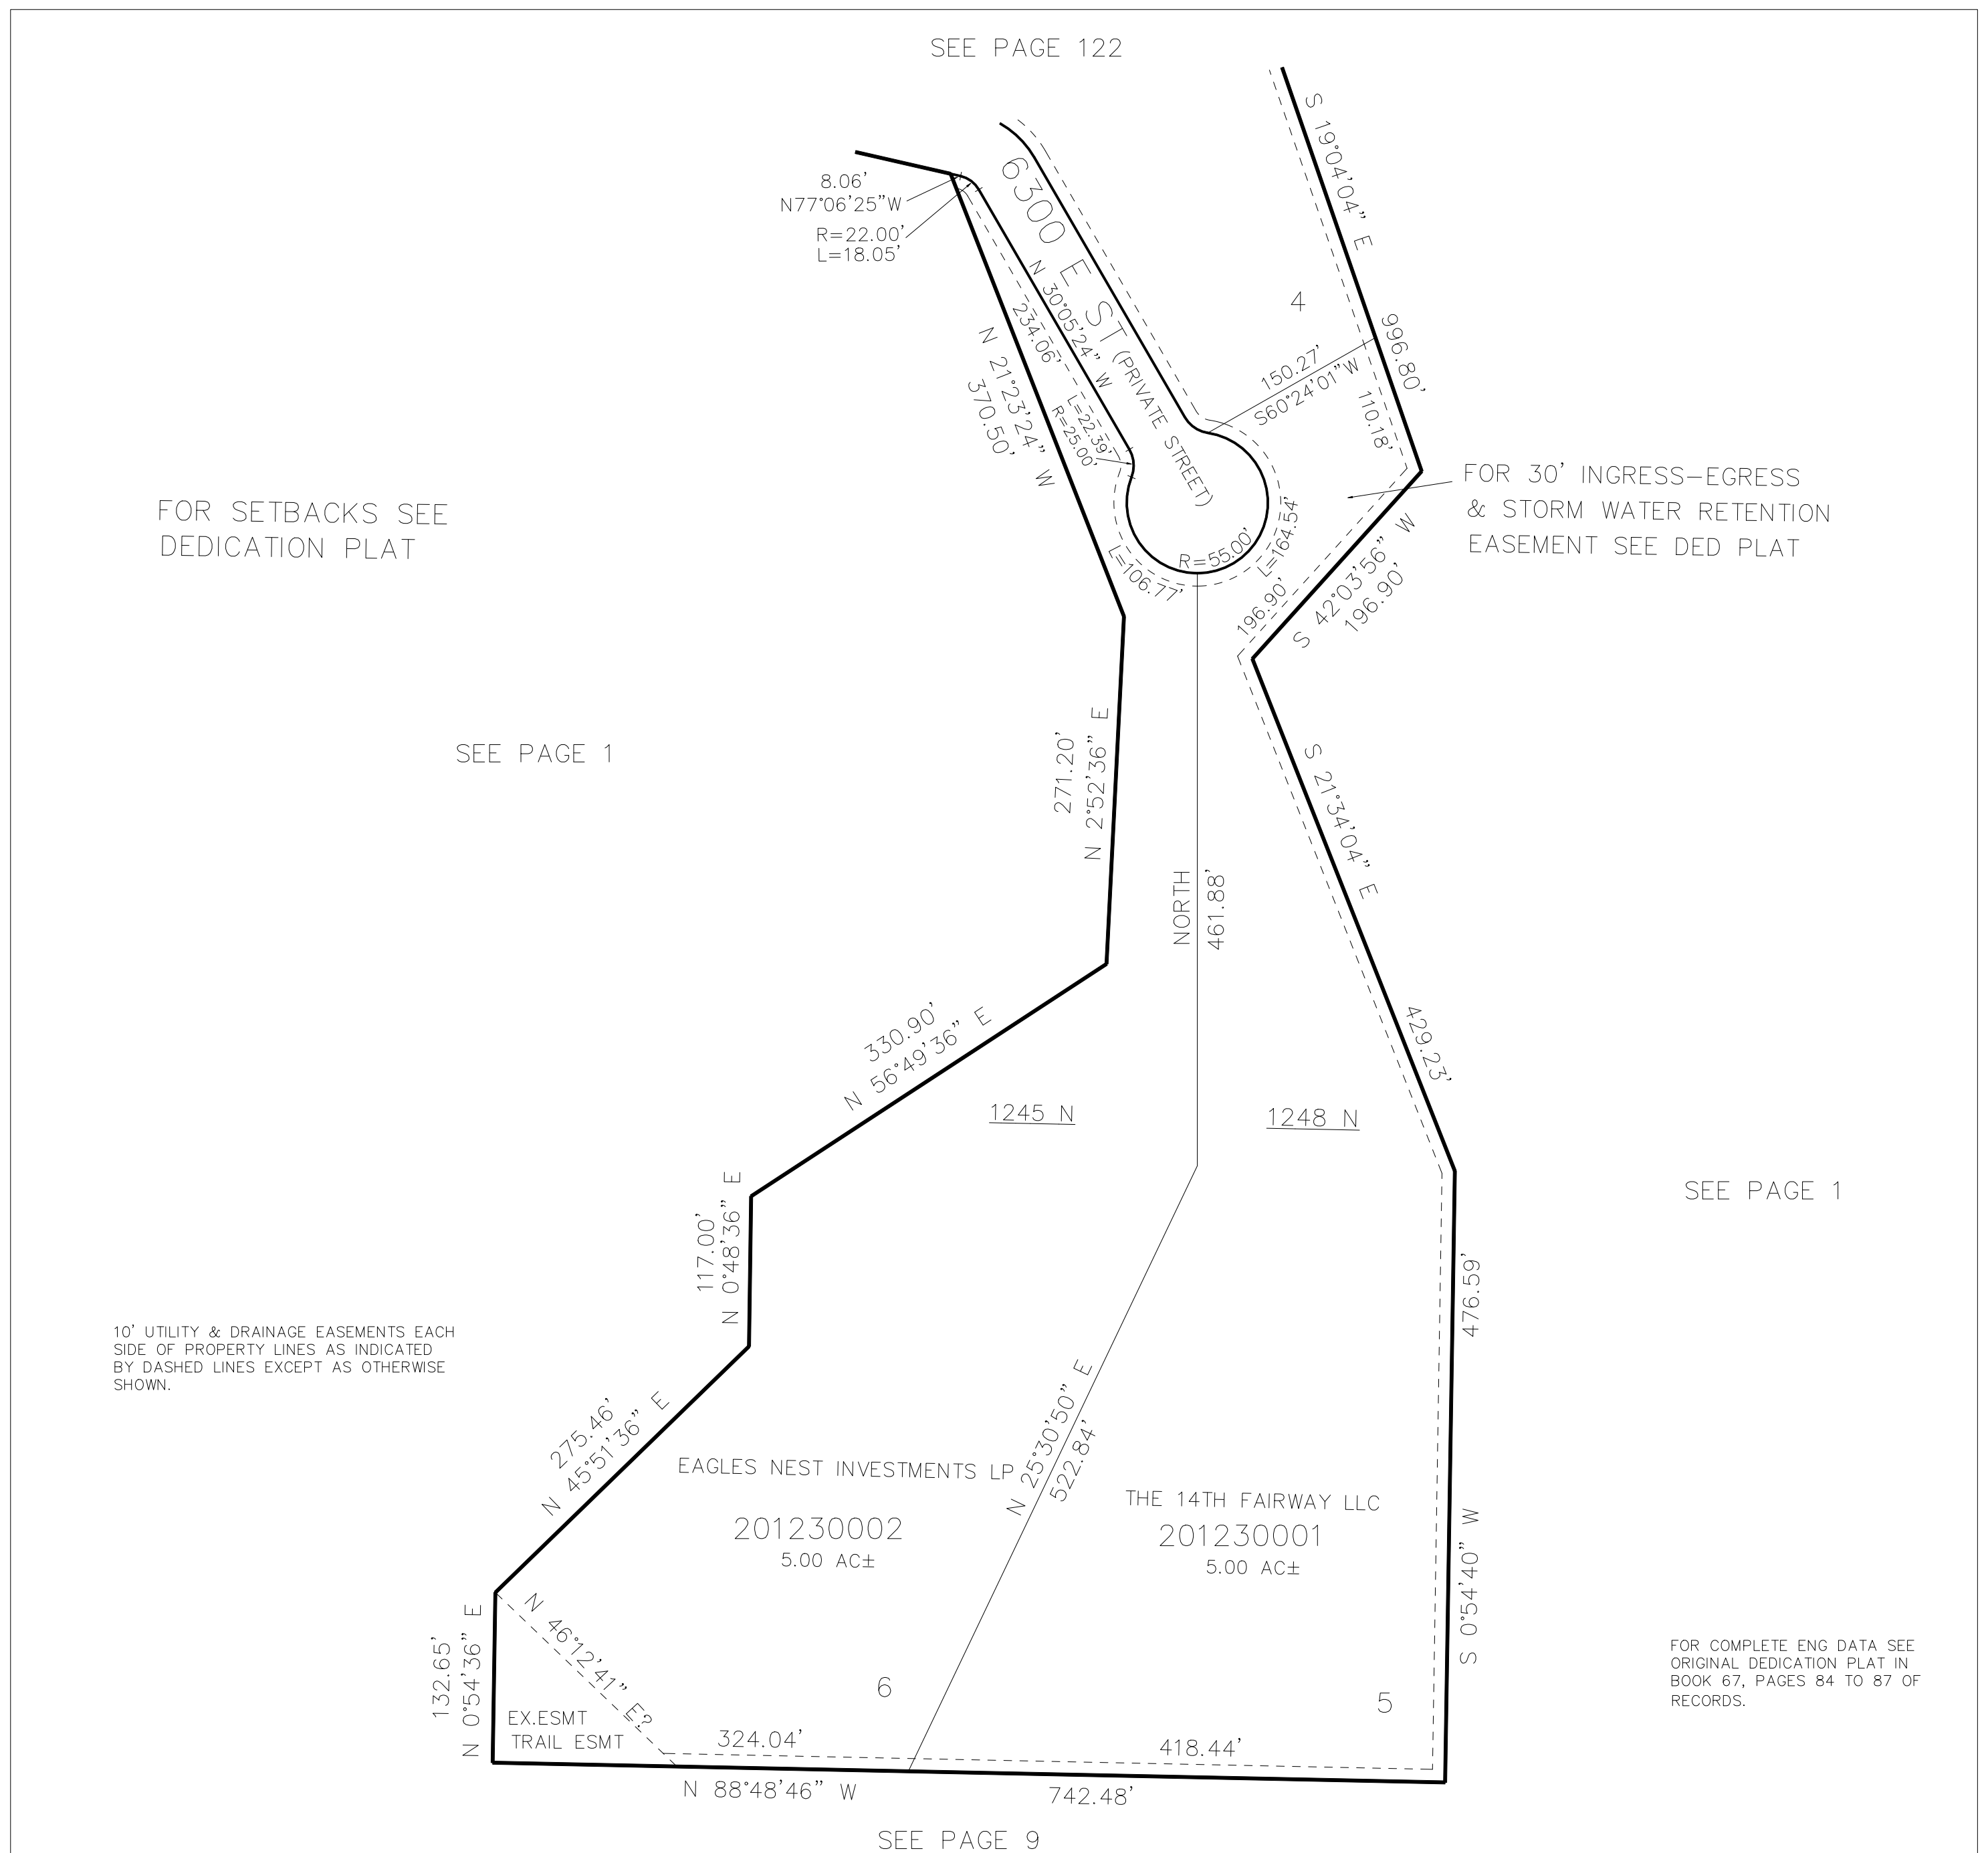 SEE PAGE 122
8.06'
N77°06'25"W
R=22.00'
L=18.05'
6300 E ST (PRIVATE STREET)
S 19°04'04" E
996.80'
4
N 30°05'24" W
234.06'
N 21°23'24" W
370.50'
L=22.39'
R=25.00'
150.27'
S60°24'01"W
110.18'
FOR 30' INGRESS-EGRESS
& STORM WATER RETENTION
EASEMENT SEE DED PLAT
FOR SETBACKS SEE
DEDICATION PLAT
R=55.00'
L=164.54'
L=106.77'
196.90'
S 42°03'56" W
196.90'
SEE PAGE 1
271.20'
N 2°52'36" E
S 21°34'04" E
429.23'
NORTH
461.88'
330.90'
N 56°49'36" E
1245 N
1248 N
SEE PAGE 1
117.00'
N 0°48'36" E
476.59'
S 0°54'40" W
10' UTILITY & DRAINAGE EASEMENTS EACH
SIDE OF PROPERTY LINES AS INDICATED
BY DASHED LINES EXCEPT AS OTHERWISE
SHOWN.
275.46'
N 45°51'36" E
N 25°30'50" E
522.84'
EAGLES NEST INVESTMENTS LP
201230002
5.00 AC±
THE 14TH FAIRWAY LLC
201230001
5.00 AC±
132.65'
N 0°54'36" E
N 46°12'41" E?
EX.ESMT
TRAIL ESMT
6
5
324.04'
418.44'
N 88°48'46" W
742.48'
FOR COMPLETE ENG DATA SEE
ORIGINAL DEDICATION PLAT IN
BOOK 67, PAGES 84 TO 87 OF
RECORDS.
SEE PAGE 9